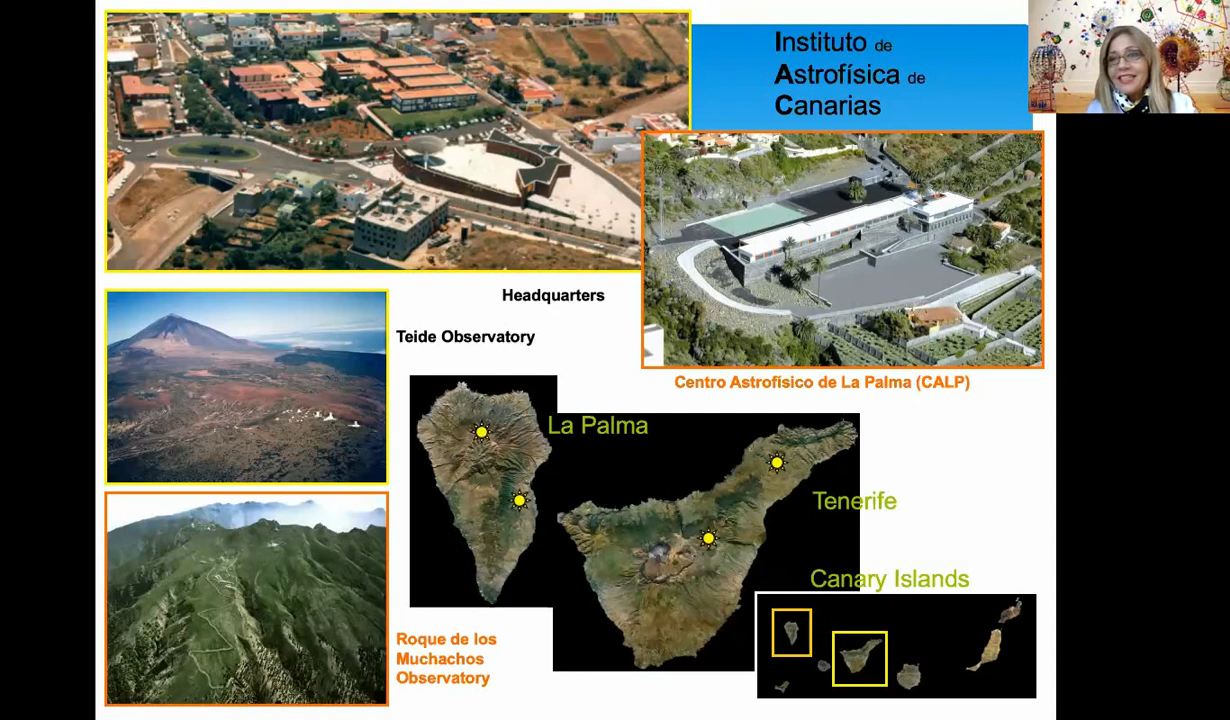 Instituto de
Astrofísica de
Canarias
Headquarters
Teide Observatory
Centro Astrofísico de La Palma (CALP)
La Palma
Tenerife
Canary Islands
Roque de los
Muchachos
Observatory